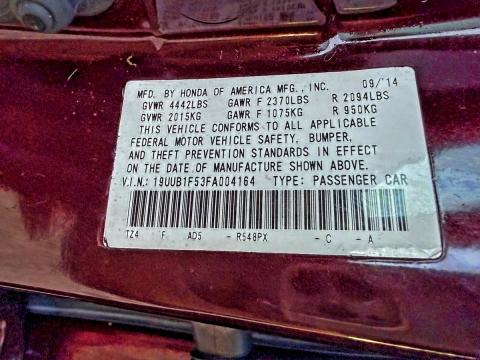 MFD. BY HONDA OF AMERICA MFG., INC. 09/'14
GVWR 4442LBS GAWR F 2370LBS R 2094LBS
GVWR 2015KG GAWR F 1075KG R 950KG
THIS VEHICLE CONFORMS TO ALL APPLICABLE
FEDERAL MOTOR VEHICLE SAFETY, BUMPER,
AND THEFT PREVENTION STANDARDS IN EFFECT
ON THE DATE OF MANUFACTURE SHOWN ABOVE.
V.I.N.: 19UUB1F53FA004164 TYPE: PASSENGER CAR
TZ4 F AD5 - R548PX - C - A